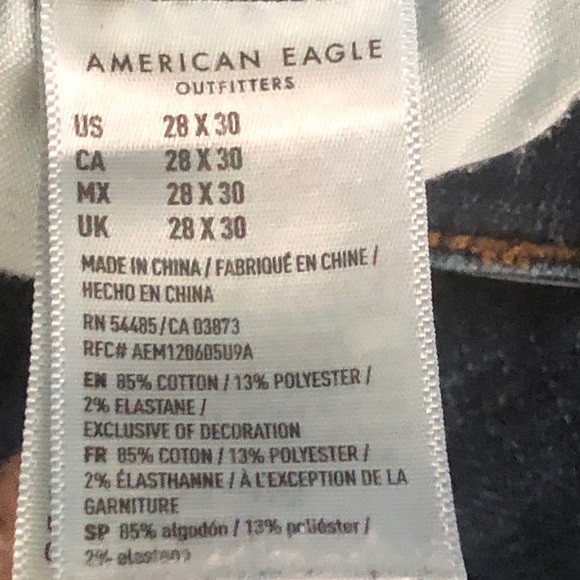 AMERICAN EAGLE
OUTFITTERS
US 28 X 30
CA 28 X 30
MX 28 X 30
UK 28 X 30
MADE IN CHINA / FABRIQUÉ EN CHINE /
HECHO EN CHINA
RN 54485/CA 03873
RFC# AEM120605U9A
EN 85% COTTON / 13% POLYESTER /
2% ELASTANE /
EXCLUSIVE OF DECORATION
FR 85% COTON / 13% POLYESTER /
2% ÉLASTHANNE / À L'EXCEPTION DE LA
GARNITURE
SP 85% algodón / 13% poliéster /
2% elastano